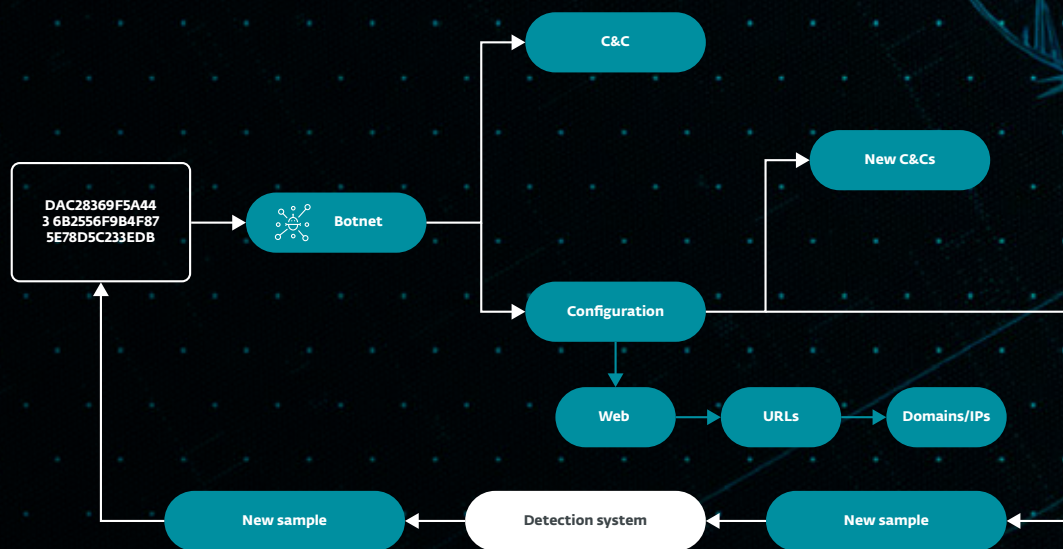 C&C
New C&Cs
DAC28369F5A44
3 6B2556F9B4F87
5E78D5C233EDB
Botnet
Configuration
Web
URLs
Domains/IPs
New sample
Detection system
New sample